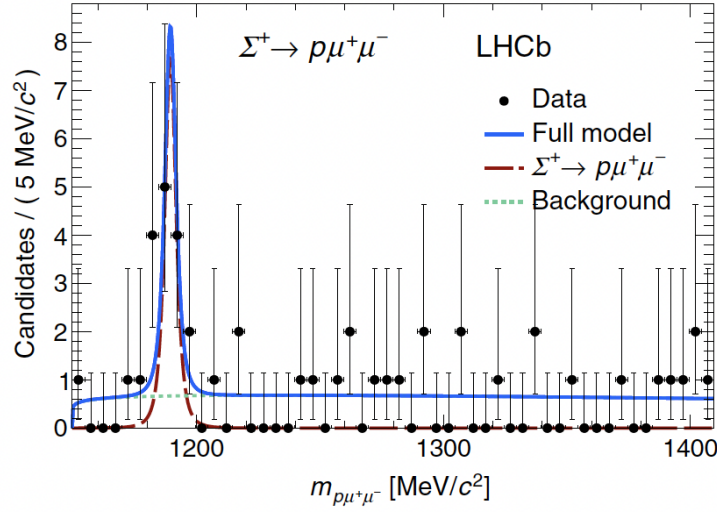 Σ⁺ → pμ⁺μ⁻
LHCb
Data
Full model
Σ⁺ → pμ⁺μ⁻
Background
Candidates / ( 5 MeV/c²)
8
7
6
5
4
3
2
1
0
1200
1300
1400
m_{pμ⁺μ⁻} [MeV/c²]